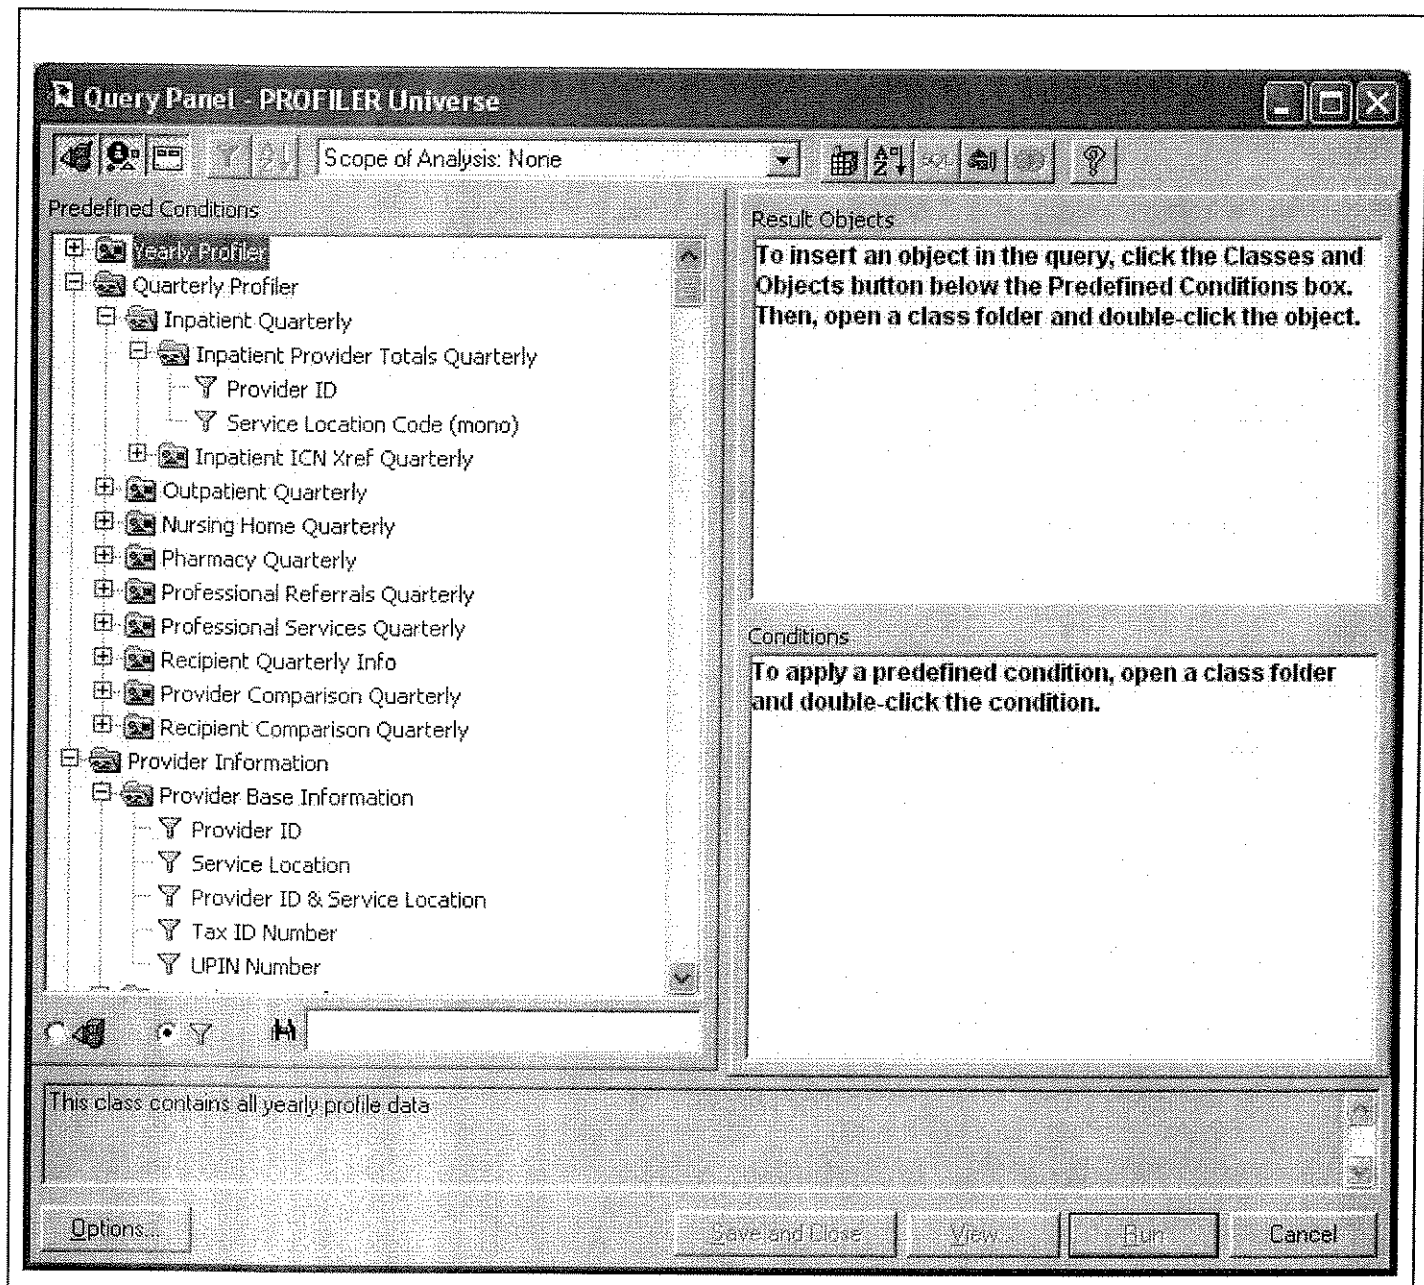 Query Panel - PROFILER Universe
Scope of Analysis: None
Predefined Conditions
Yearly Profiler
Quarterly Profiler
Inpatient Quarterly
Inpatient Provider Totals Quarterly
Provider ID
Service Location Code (mono)
Inpatient ICN Xref Quarterly
Outpatient Quarterly
Nursing Home Quarterly
Pharmacy Quarterly
Professional Referrals Quarterly
Professional Services Quarterly
Recipient Quarterly Info
Provider Comparison Quarterly
Recipient Comparison Quarterly
Provider Information
Provider Base Information
Provider ID
Service Location
Provider ID & Service Location
Tax ID Number
UPIN Number
Result Objects
To insert an object in the query, click the Classes and
Objects button below the Predefined Conditions box.
Then, open a class folder and double-click the object.
Conditions
To apply a predefined condition, open a class folder
and double-click the condition.
This class contains all yearly profile data
Options...
Save and Close
View...
Run
Cancel